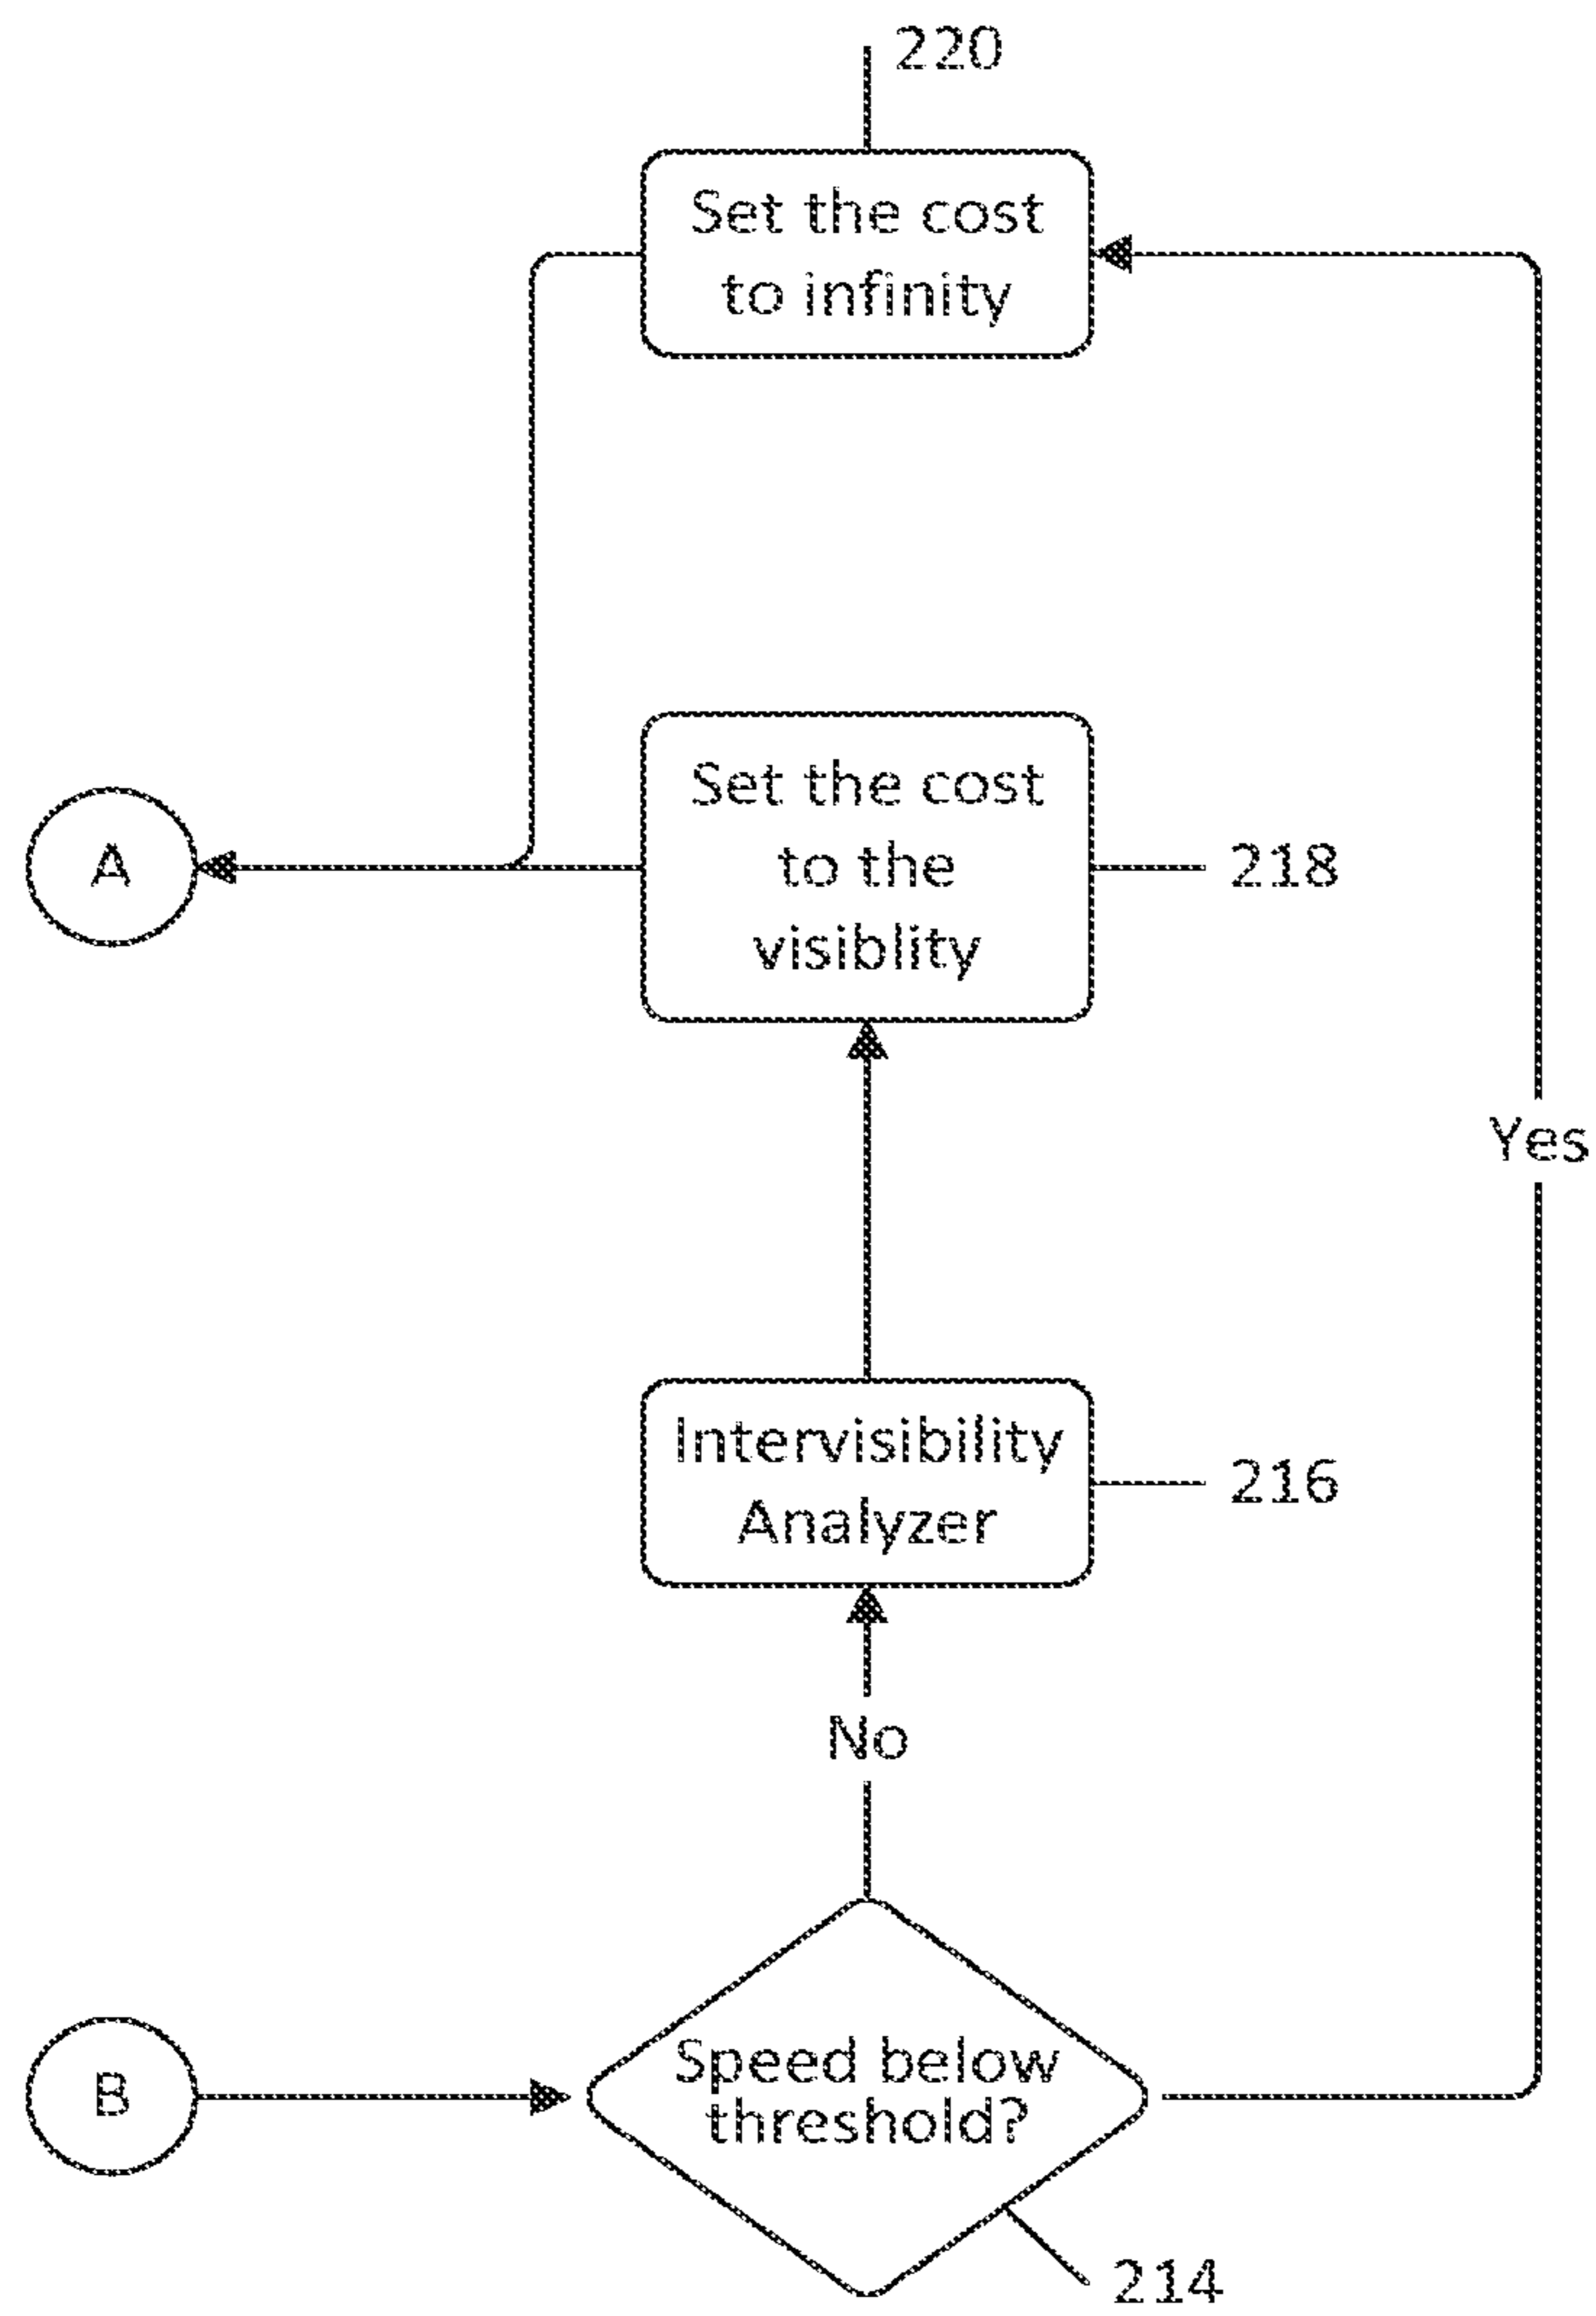 220
Set the cost
to infinity
Set the cost
to the
visiblity
A
218
Yes
Intervisibility
Analyzer
216
No
Speed below
threshold?
B
214